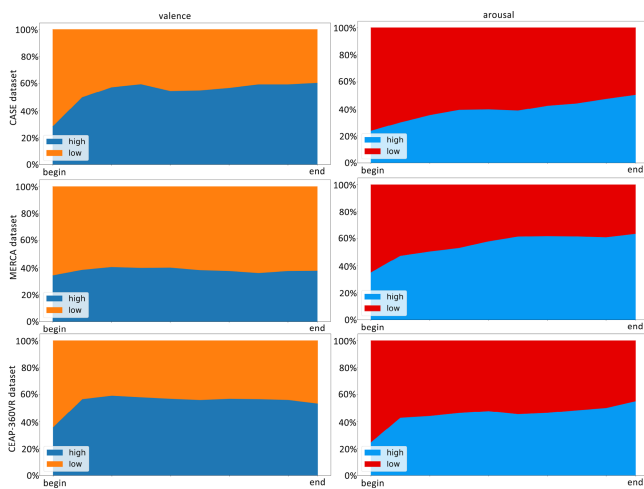 valence
arousal
CASE dataset
100%
80%
60%
40%
20%
0%
high
low
begin
end
100%
80%
60%
40%
20%
0%
high
low
begin
end
MERCA dataset
100%
80%
60%
40%
20%
0%
high
low
begin
end
100%
80%
60%
40%
20%
0%
high
low
begin
end
CEAP-360VR dataset
100%
80%
60%
40%
20%
0%
high
low
begin
end
100%
80%
60%
40%
20%
0%
high
low
begin
end